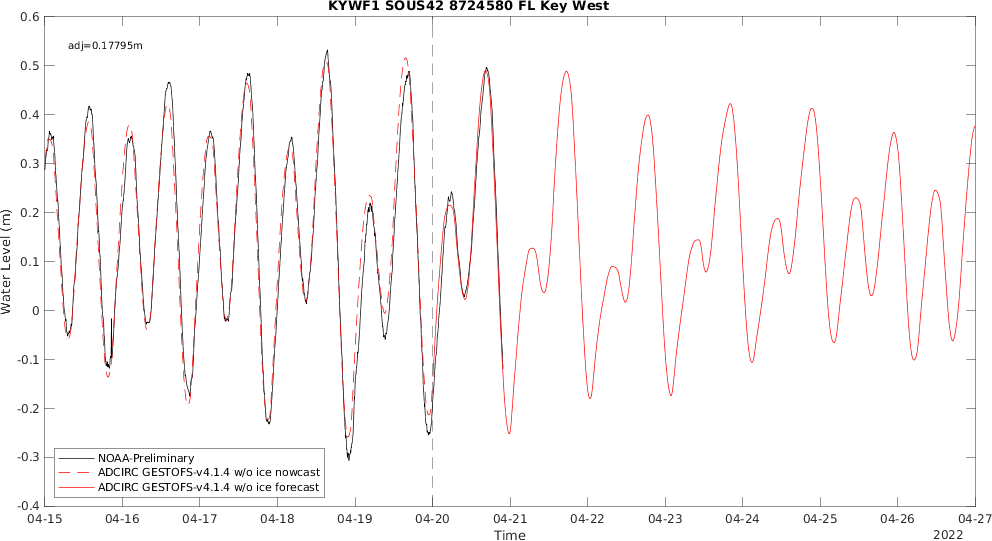 KYWF1 SOUS42 8724580 FL Key West
adj=0.17795m
Water Level (m)
0.6
0.5
0.4
0.3
0.2
0.1
0
-0.1
-0.2
-0.3
-0.4
NOAA-Preliminary
ADCIRC GESTOFS-v4.1.4 w/o ice nowcast
ADCIRC GESTOFS-v4.1.4 w/o ice forecast
04-15 04-16 04-17 04-18 04-19 04-20 04-21 04-22 04-23 04-24 04-25 04-26 04-27
Time
2022